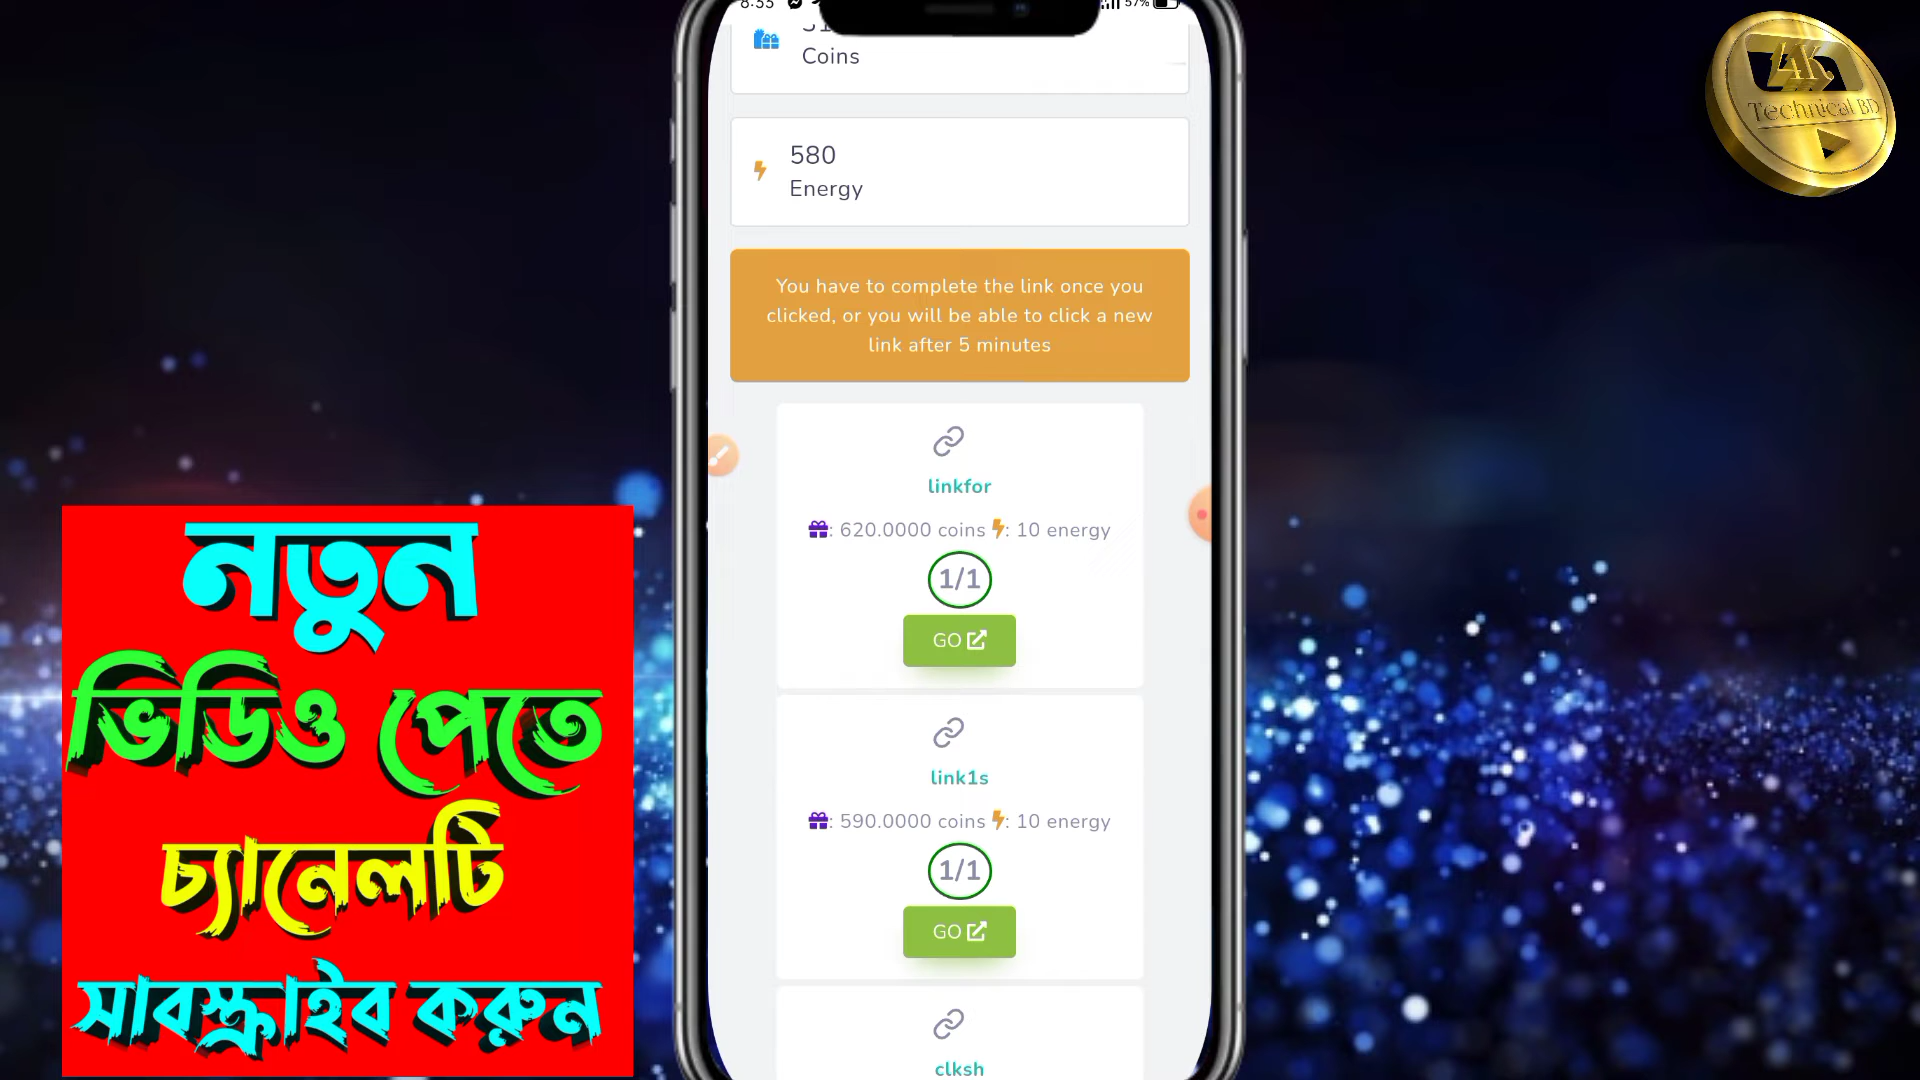 57%
Coins
580
Energy
You have to complete the link once you
clicked, or you will be able to click a new
link after 5 minutes
linkfor
: 620.0000 coins : 10 energy
1/1
GO
link1s
: 590.0000 coins : 10 energy
1/1
GO
clksh
নতুন
ভিডিও পেতে
চ্যানেলটি
সাবস্ক্রাইব করুন
4K
Technical BD